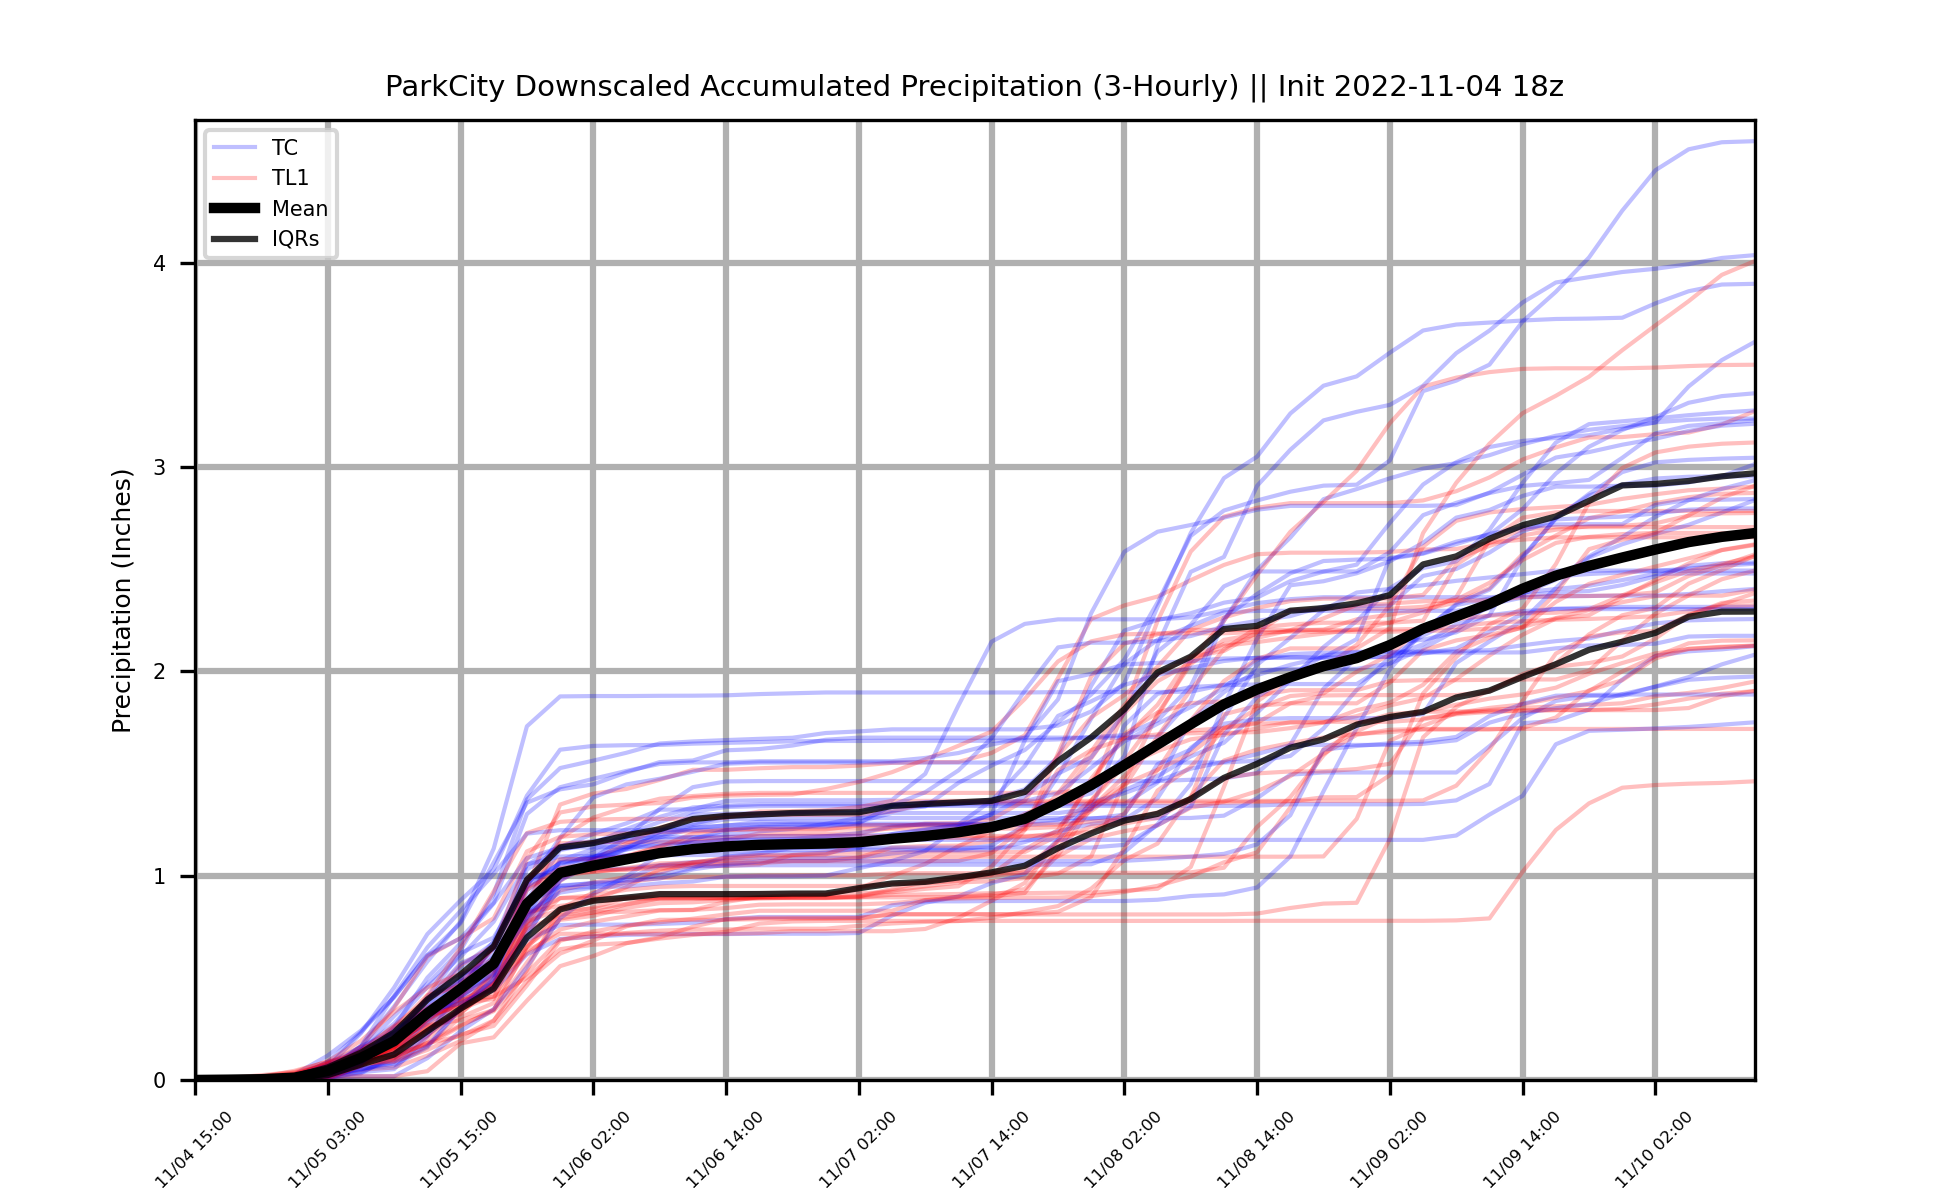 ParkCity Downscaled Accumulated Precipitation (3-Hourly) || Init 2022-11-04 18z
TC
TL1
Mean
IQRs
Precipitation (Inches)
4
3
2
1
0
11/04 15:00
11/05 03:00
11/05 15:00
11/06 02:00
11/06 14:00
11/07 02:00
11/07 14:00
11/08 02:00
11/08 14:00
11/09 02:00
11/09 14:00
11/10 02:00